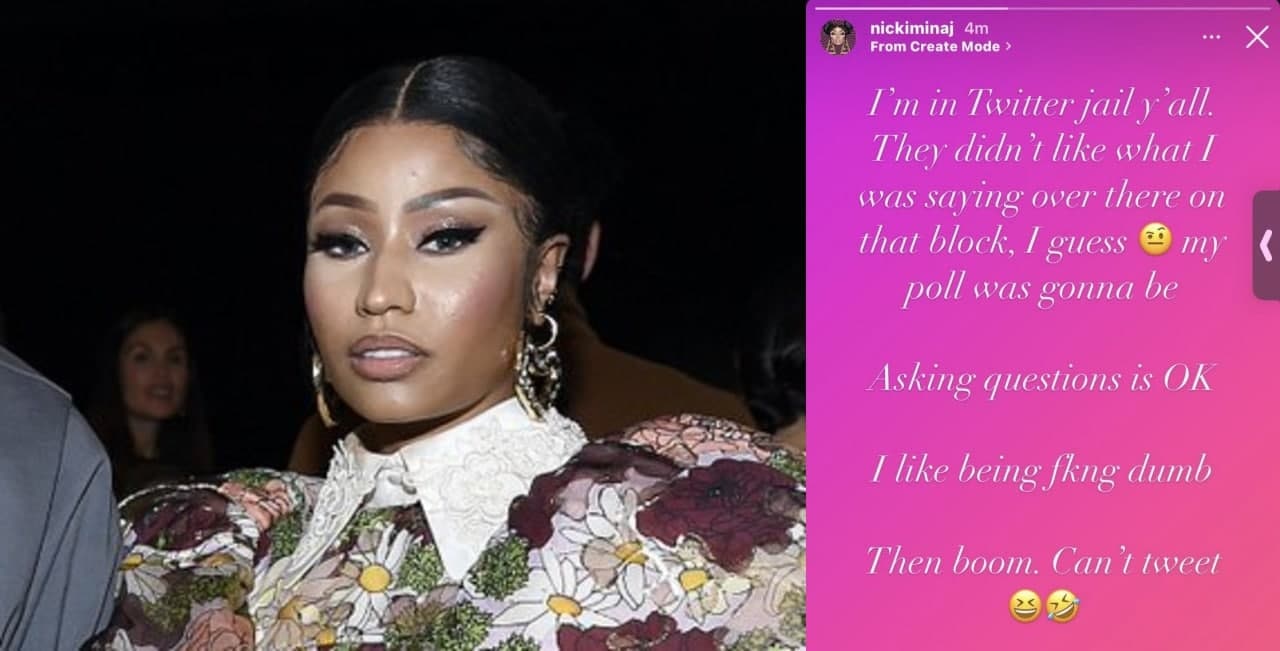 nickiminaj 4m
From Create Mode >
I’m in Twitter jail y’all.
They didn’t like what I
was saying over there on
that block, I guess 🤨 my
poll was gonna be
Asking questions is OK
I like being fkng dumb
Then boom. Can’t tweet
😆🤣